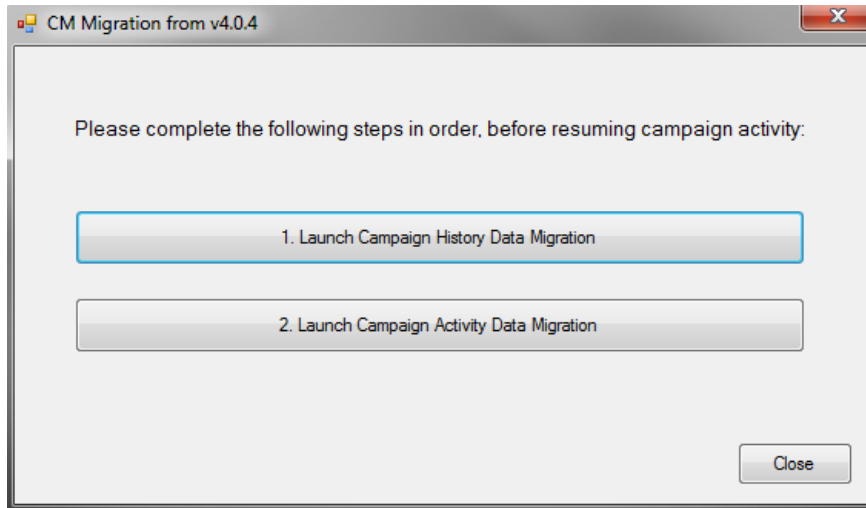 CM Migration from v4.0.4
Please complete the following steps in order, before resuming campaign activity:
1. Launch Campaign History Data Migration
2. Launch Campaign Activity Data Migration
Close